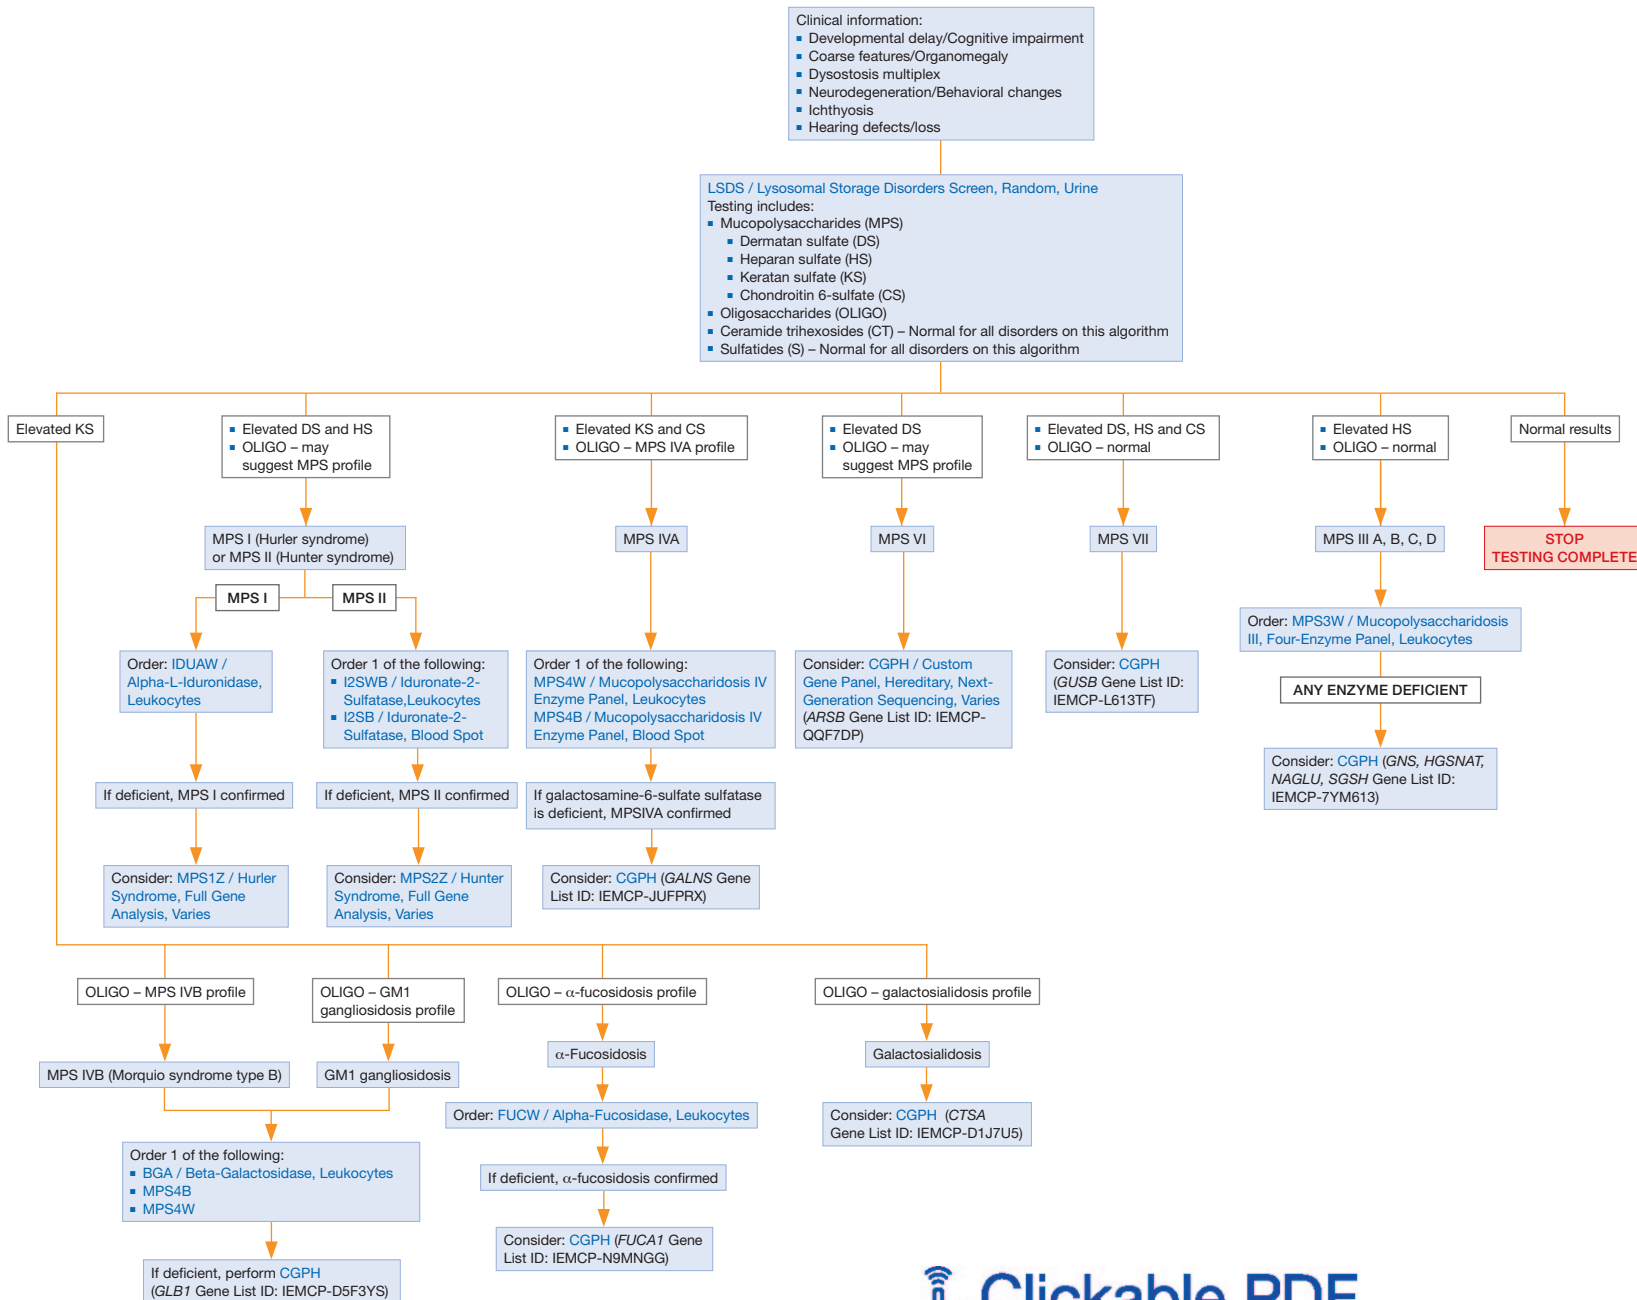 Clinical information:
▪ Developmental delay/Cognitive impairment
▪ Coarse features/Organomegaly
▪ Dysostosis multiplex
▪ Neurodegeneration/Behavioral changes
▪ Ichthyosis
▪ Hearing defects/loss
LSDS / Lysosomal Storage Disorders Screen, Random, Urine
Testing includes:
▪ Mucopolysaccharides (MPS)
▪ Dermatan sulfate (DS)
▪ Heparan sulfate (HS)
▪ Keratan sulfate (KS)
▪ Chondroitin 6-sulfate (CS)
▪ Oligosaccharides (OLIGO)
▪ Ceramide trihexosides (CT) – Normal for all disorders on this algorithm
▪ Sulfatides (S) – Normal for all disorders on this algorithm
Elevated KS
▪ Elevated DS and HS
▪ OLIGO – may
suggest MPS profile
▪ Elevated KS and CS
▪ OLIGO – MPS IVA profile
▪ Elevated DS
▪ OLIGO – may
suggest MPS profile
▪ Elevated DS, HS and CS
▪ OLIGO – normal
▪ Elevated HS
▪ OLIGO – normal
Normal results
MPS I (Hurler syndrome)
or MPS II (Hunter syndrome)
MPS IVA
MPS VI
MPS VII
MPS III A, B, C, D
STOP
TESTING COMPLETE
MPS I
MPS II
Order: MPS3W / Mucopolysaccharidosis
III, Four-Enzyme Panel, Leukocytes
Order: IDUAW /
Alpha-L-Iduronidase,
Leukocytes
Order 1 of the following:
▪ I2SWB / Iduronate-2-
Sulfatase,Leukocytes
▪ I2SB / Iduronate-2-
Sulfatase, Blood Spot
Order 1 of the following:
MPS4W / Mucopolysaccharidosis IV
Enzyme Panel, Leukocytes
MPS4B / Mucopolysaccharidosis IV
Enzyme Panel, Blood Spot
Consider: CGPH / Custom
Gene Panel, Hereditary, Next-
Generation Sequencing, Varies
(ARSB Gene List ID: IEMCP-
QQF7DP)
Consider: CGPH
(GUSB Gene List ID:
IEMCP-L613TF)
ANY ENZYME DEFICIENT
Consider: CGPH (GNS, HGSNAT,
NAGLU, SGSH Gene List ID:
IEMCP-7YM613)
If deficient, MPS I confirmed
If deficient, MPS II confirmed
If galactosamine-6-sulfate sulfatase
is deficient, MPSIVA confirmed
Consider: MPS1Z / Hurler
Syndrome, Full Gene
Analysis, Varies
Consider: MPS2Z / Hunter
Syndrome, Full Gene
Analysis, Varies
Consider: CGPH (GALNS Gene
List ID: IEMCP-JUFPRX)
OLIGO – MPS IVB profile
OLIGO – GM1
gangliosidosis profile
OLIGO – α-fucosidosis profile
OLIGO – galactosialidosis profile
MPS IVB (Morquio syndrome type B)
GM1 gangliosidosis
α-Fucosidosis
Galactosialidosis
Order: FUCW / Alpha-Fucosidase, Leukocytes
Consider: CGPH (CTSA
Gene List ID: IEMCP-D1J7U5)
Order 1 of the following:
▪ BGA / Beta-Galactosidase, Leukocytes
▪ MPS4B
▪ MPS4W
If deficient, α-fucosidosis confirmed
Consider: CGPH (FUCA1 Gene
List ID: IEMCP-N9MNGG)
If deficient, perform CGPH
(GLB1 Gene List ID: IEMCP-D5F3YS)
Clickable PDF